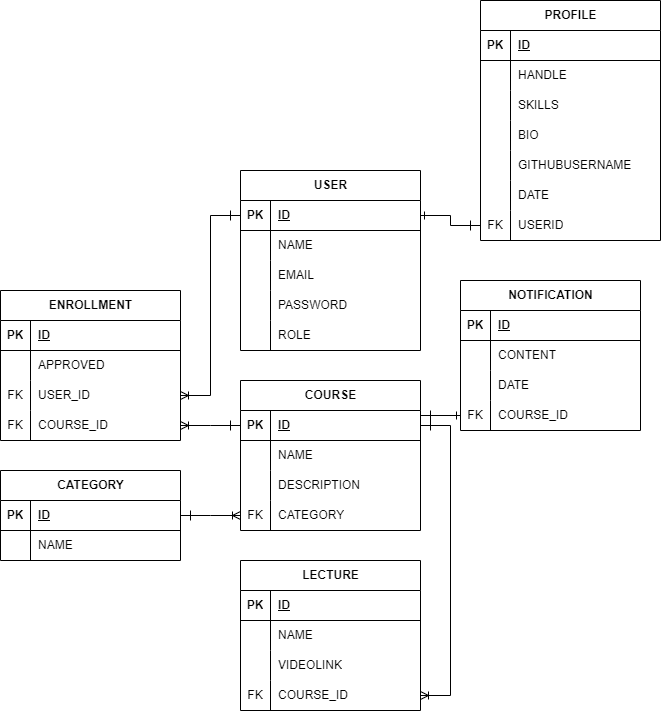 PROFILE
PK ID
HANDLE
SKILLS
BIO
GITHUBUSERNAME
DATE
FK USERID
USER
PK ID
NAME
EMAIL
PASSWORD
ROLE
ENROLLMENT
PK ID
APPROVED
FK USER_ID
FK COURSE_ID
NOTIFICATION
PK ID
CONTENT
DATE
FK COURSE_ID
COURSE
PK ID
NAME
DESCRIPTION
FK CATEGORY
CATEGORY
PK ID
NAME
LECTURE
PK ID
NAME
VIDEOLINK
FK COURSE_ID